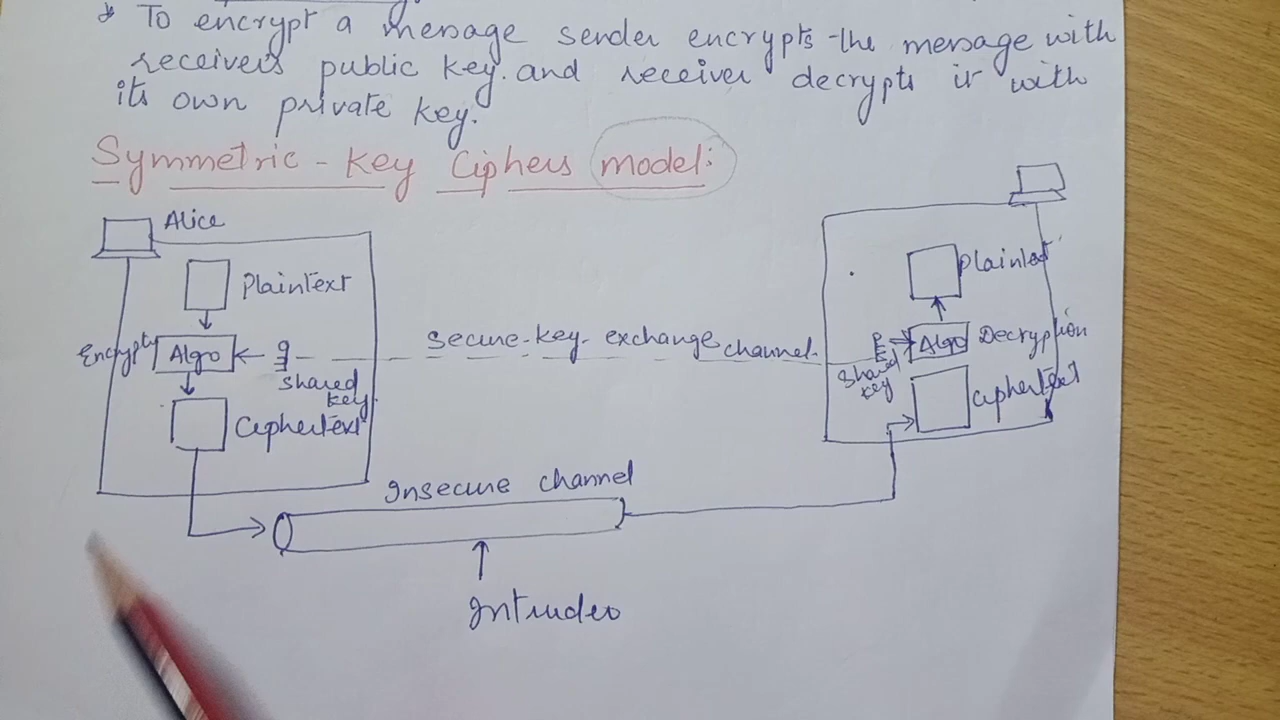 * To encrypt a message sender encrypts the message with
receivers public key. and receiver decrypts it with
its own private key.
Symmetric-Key Ciphers model:
Alice
Plaintext
Encrypty
Algo
shared
key.
Ciphertext
Secure-key exchange channel.
Plaintext
Algo
Decryption
Shared
key
Ciphertext
Insecure channel
Intruder